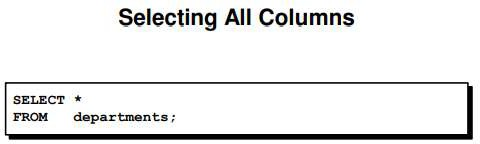 Selecting All Columns
SELECT *
FROM   departments;